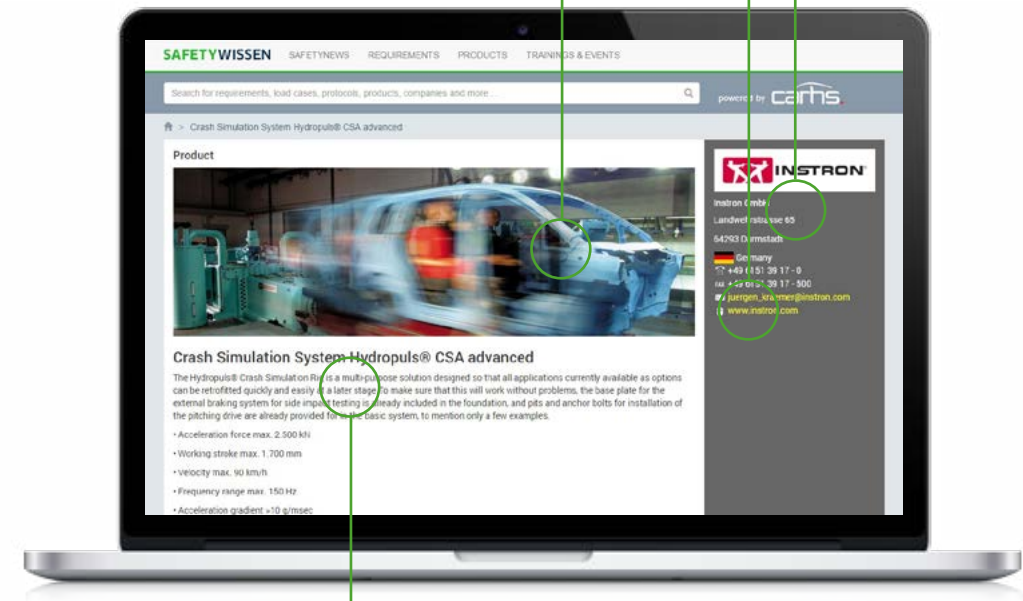 SAFETYWISSEN SAFETYNEWS REQUIREMENTS PRODUCTS TRAININGS & EVENTS
Search for requirements, load cases, protocols, products, companies and more ...
powered by carhs.
> Crash Simulation System Hydropuls® CSA advanced
Product
INSTRON
Instron GmbH
Landwehrstrasse 65
64293 Darmstadt
Germany
+49 6151 39 17 - 0
FAX +49 6151 39 17 - 500
juergen_kraemer@instron.com
www.instron.com
Crash Simulation System Hydropuls® CSA advanced
The Hydropuls® Crash Simulation Rig is a multi-purpose solution designed so that all applications currently available as options
can be retrofitted quickly and easily at a later stage. To make sure that this will work without problems, the base plate for the
external braking system for side impact testing is already included in the foundation, and pits and anchor bolts for installation of
the pitching drive are already provided for in the basic system, to mention only a few examples.
• Acceleration force max. 2.500 kN
• Working stroke max. 1.700 mm
• Velocity max. 90 km/h
• Frequency range max. 150 Hz
• Acceleration gradient >10 g/msec